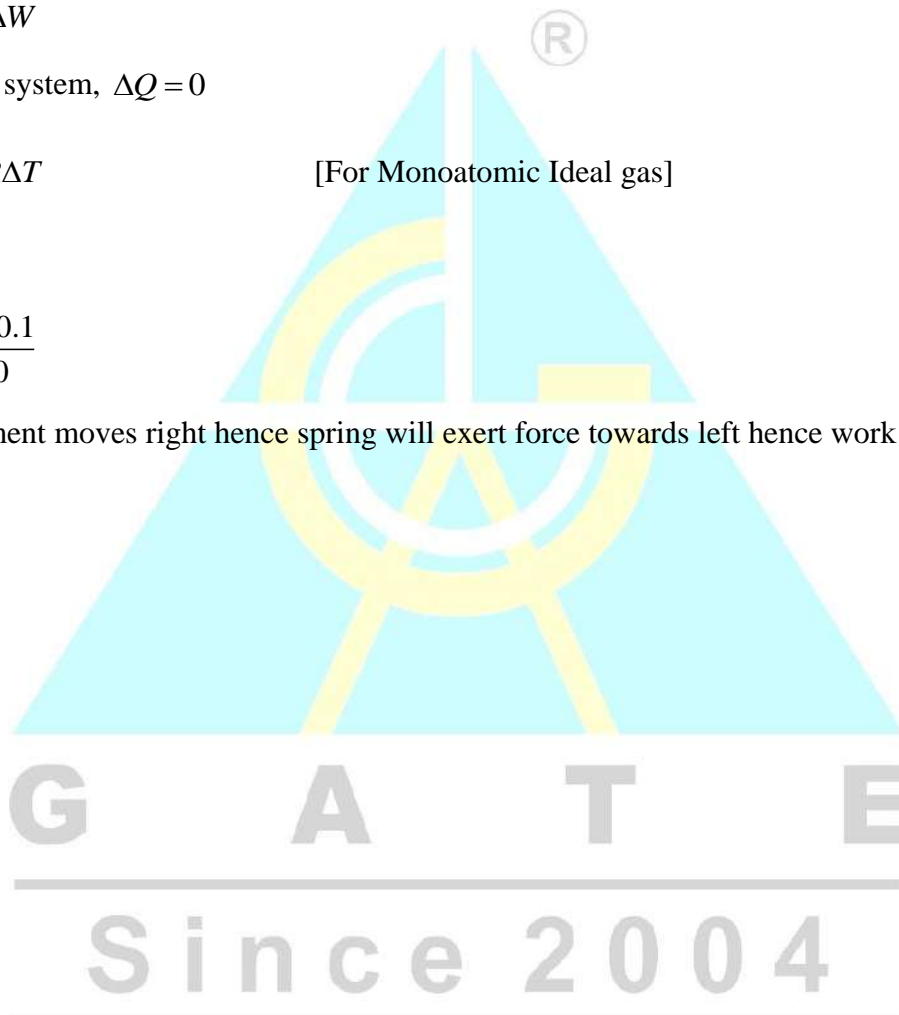 ΔW
®
system, ΔQ = 0
ΔT [For Monoatomic Ideal gas]
0.1
0
ment moves right hence spring will exert force towards left hence work
G A T E
Since 2004